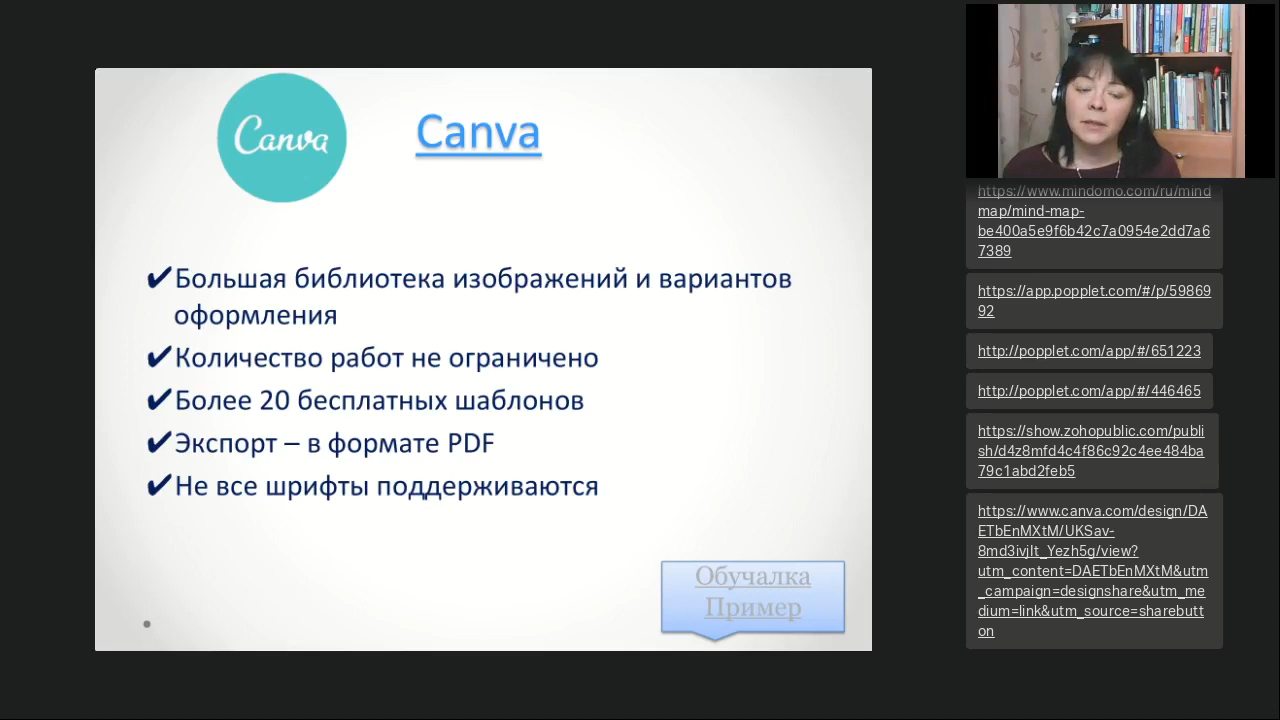 Canva
Canva
✔Большая библиотека изображений и вариантов
оформления
✔Количество работ не ограничено
✔Более 20 бесплатных шаблонов
✔Экспорт – в формате PDF
✔Не все шрифты поддерживаются
Обучалка
Пример
https://www.mindomo.com/ru/mind
map/mind-map-
be400a5e9f6b42c7a0954e2dd7a6
7389
https://app.popplet.com/#/p/59869
92
http://popplet.com/app/#/651223
http://popplet.com/app/#/446465
https://show.zohopublic.com/publi
sh/d4z8mfd4c4f86c92c4ee484ba
79c1abd2feb5
https://www.canva.com/design/DA
ETbEnMXtM/UKSav-
8md3ivjIt_Yezh5g/view?
utm_content=DAETbEnMXtM&utm
_campaign=designshare&utm_me
dium=link&utm_source=sharebutt
on